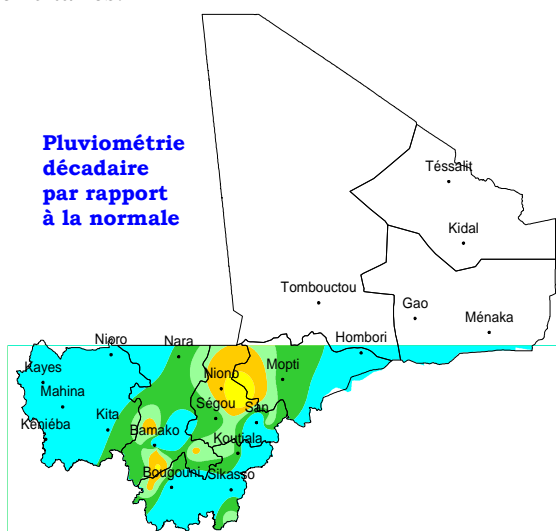 Pluviométrie
décadaire
par rapport
à la normale
Téssalit
Kidal
Tombouctou
Gao
Ménaka
Hombori
Nioro
Nara
Kayes
Mopti
Niono
Mahina
Ségou
San
Kita
Kéniéba
Bamako
Koutiala
Bougouni
Sikasso